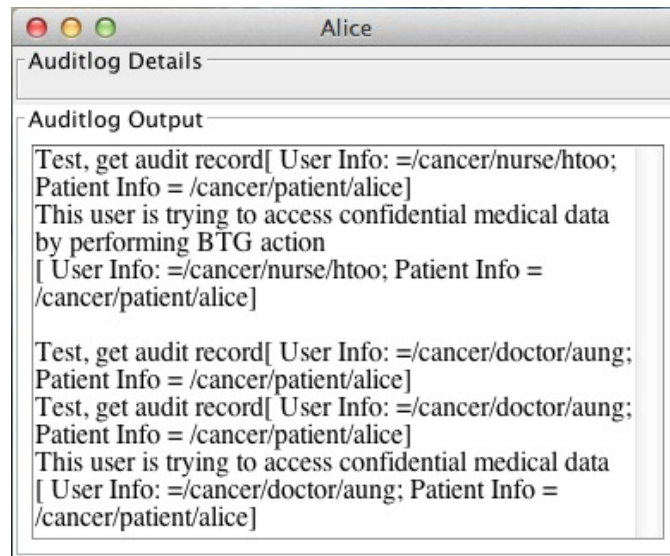 Alice
Auditlog Details
Auditlog Output
Test, get audit record[ User Info: =/cancer/nurse/htoo;
Patient Info = /cancer/patient/alice]
This user is trying to access confidential medical data
by performing BTG action
[ User Info: =/cancer/nurse/htoo; Patient Info =
/cancer/patient/alice]
Test, get audit record[ User Info: =/cancer/doctor/aung;
Patient Info = /cancer/patient/alice]
Test, get audit record[ User Info: =/cancer/doctor/aung;
Patient Info = /cancer/patient/alice]
This user is trying to access confidential medical data
[ User Info: =/cancer/doctor/aung; Patient Info =
/cancer/patient/alice]